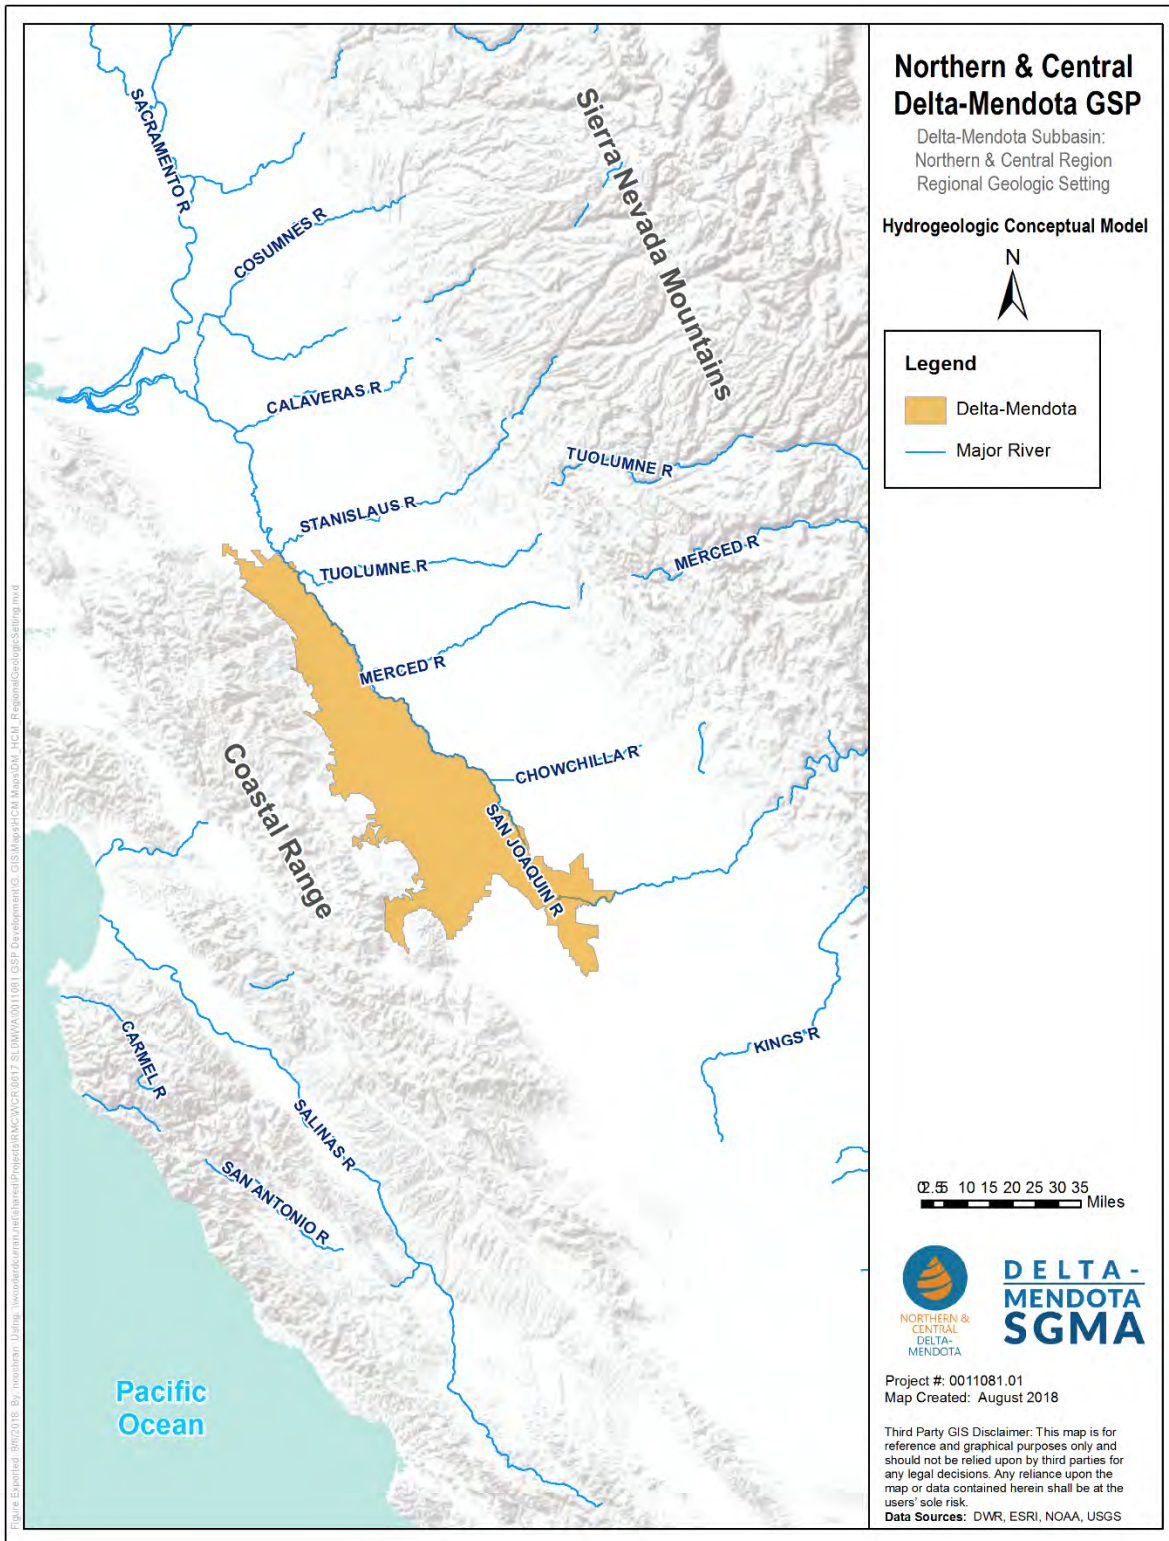 Northern & Central
Delta-Mendota GSP
Delta-Mendota Subbasin:
Northern & Central Region
Regional Geologic Setting
Hydrogeologic Conceptual Model
N
Legend
Delta-Mendota
Major River
SACRAMENTO R
COSUMNES R
Sierra Nevada Mountains
CALAVERAS R
TUOLUMNE R
STANISLAUS R
MERCED R
TUOLUMNE R
MERCED R
CHOWCHILLA R
Coastal Range
SAN JOAQUIN R
CARMEL R
KINGS R
SALINAS R
SAN ANTONIO R
Pacific
Ocean
0 2.5 5 10 15 20 25 30 35
Miles
NORTHERN &
CENTRAL
DELTA-
MENDOTA
DELTA-
MENDOTA
SGMA
Project #: 0011081.01
Map Created: August 2018
Third Party GIS Disclaimer: This map is for
reference and graphical purposes only and
should not be relied upon by third parties for
any legal decisions. Any reliance upon the
map or data contained herein shall be at the
users' sole risk.
Data Sources: DWR, ESRI, NOAA, USGS